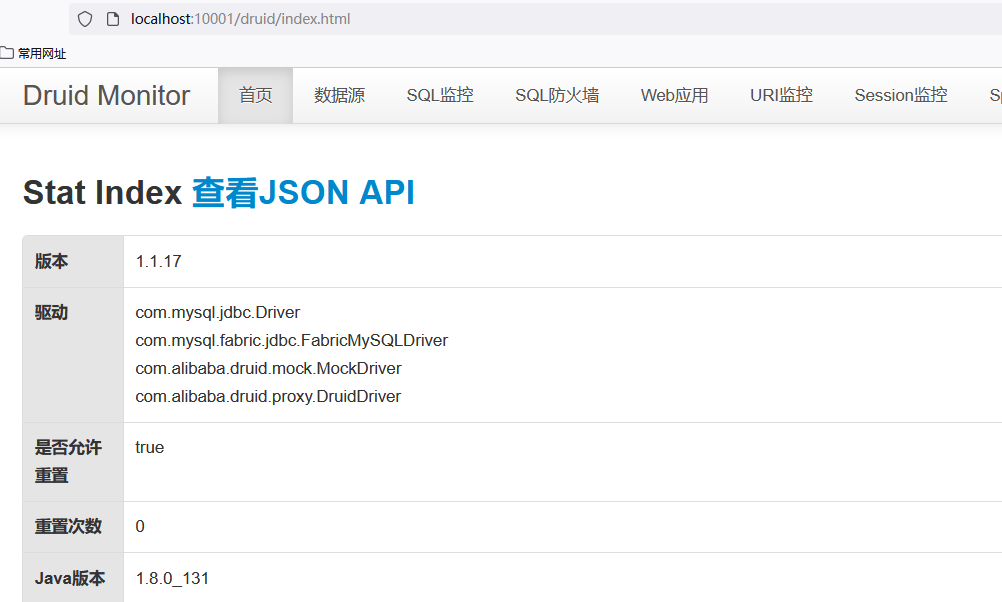 localhost:10001/druid/index.html
常用网址
Druid Monitor 首页 数据源 SQL监控 SQL防火墙 Web应用 URI监控 Session监控
Stat Index 查看JSON API
版本 1.1.17
驱动 com.mysql.jdbc.Driver
com.mysql.fabric.jdbc.FabricMySQLDriver
com.alibaba.druid.mock.MockDriver
com.alibaba.druid.proxy.DruidDriver
是否允许 true
重置
重置次数 0
Java版本 1.8.0_131